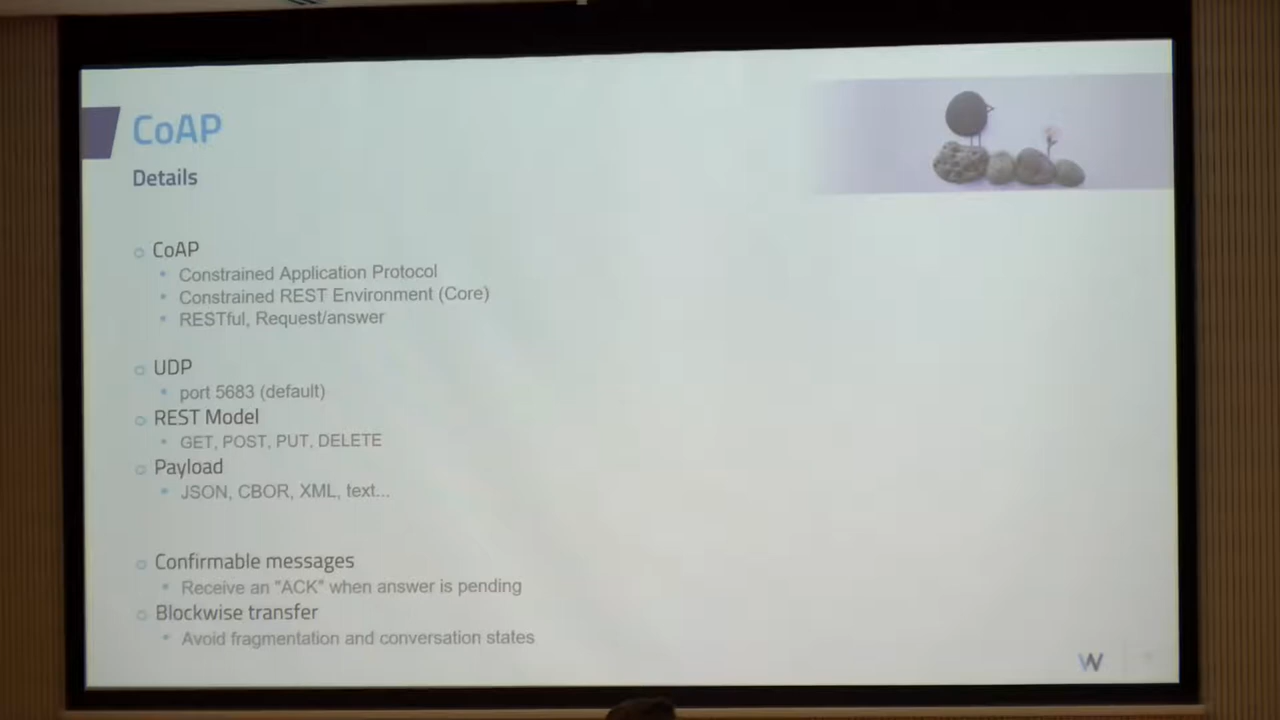 CoAP
Details
CoAP
Constrained Application Protocol
Constrained REST Environment (Core)
RESTful, Request/answer
UDP
port 5683 (default)
REST Model
GET, POST, PUT, DELETE
Payload
JSON, CBOR, XML, text...
Confirmable messages
Receive an "ACK" when answer is pending
Blockwise transfer
Avoid fragmentation and conversation states
W